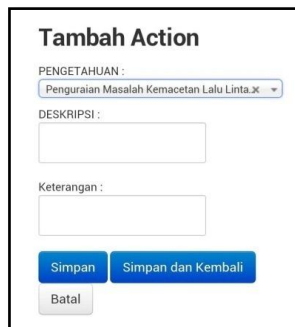 Tambah Action
PENGETAHUAN :
Penguraian Masalah Kemacetan Lalu Linta..
DESKRIPSI :
Keterangan :
Simpan Simpan dan Kembali
Batal